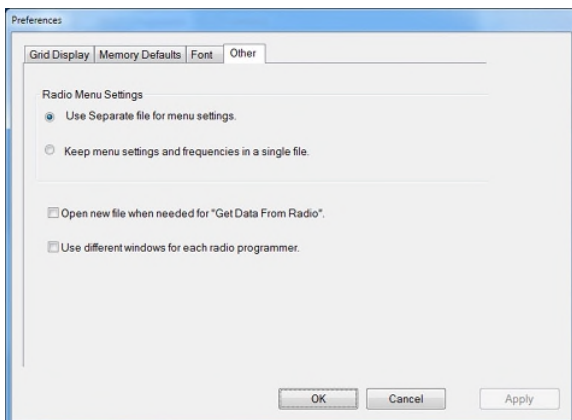 Preferences
Grid Display Memory Defaults Font Other
Radio Menu Settings
Use Separate file for menu settings.
Keep menu settings and frequencies in a single file.
Open new file when needed for "Get Data From Radio".
Use different windows for each radio programmer.
OK Cancel Apply